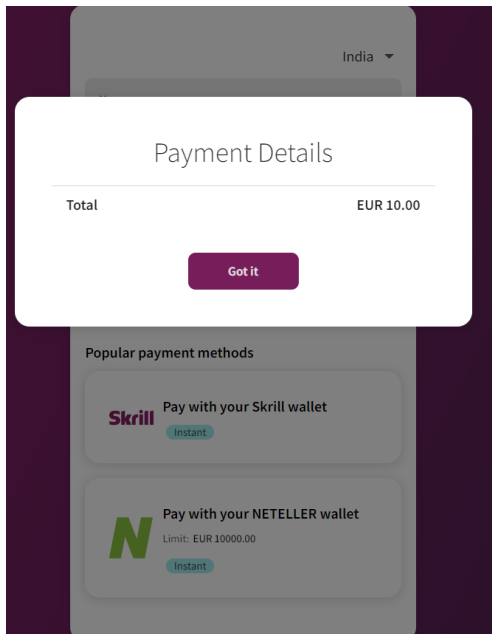 India
Payment Details
Total EUR 10.00
Got it
Popular payment methods
Skrill
Pay with your Skrill wallet
Instant
N
Pay with your NETELLER wallet
Limit: EUR 10000.00
Instant